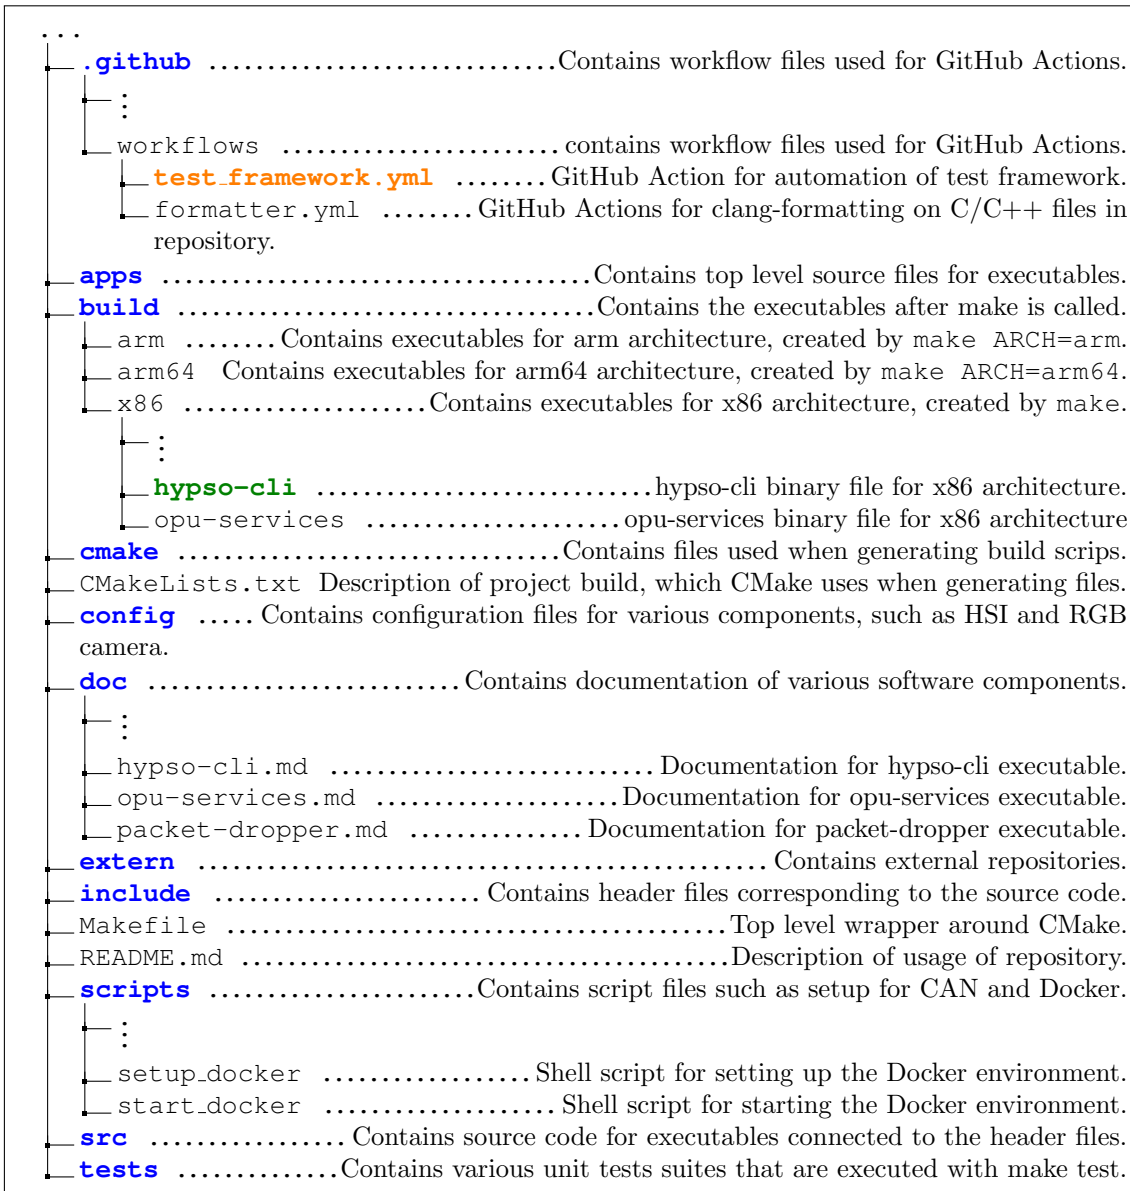 ...
.github ..............................Contains workflow files used for GitHub Actions.
⋮
workflows ........................ contains workflow files used for GitHub Actions.
test_framework.yml ........ GitHub Action for automation of test framework.
formatter.yml ........ GitHub Actions for clang-formatting on C/C++ files in
repository.
apps .....................................Contains top level source files for executables.
build ....................................Contains the executables after make is called.
arm ........ Contains executables for arm architecture, created by make ARCH=arm.
arm64 Contains executables for arm64 architecture, created by make ARCH=arm64.
x86 .....................Contains executables for x86 architecture, created by make.
⋮
hypso-cli .............................hypso-cli binary file for x86 architecture.
opu-services ......................opu-services binary file for x86 architecture
cmake .................................Contains files used when generating build scrips.
CMakeLists.txt Description of project build, which CMake uses when generating files.
config ..... Contains configuration files for various components, such as HSI and RGB
camera.
doc ...........................Contains documentation of various software components.
⋮
hypso-cli.md ............................ Documentation for hypso-cli executable.
opu-services.md .....................Documentation for opu-services executable.
packet-dropper.md ............... Documentation for packet-dropper executable.
extern ................................................. Contains external repositories.
include ....................... Contains header files corresponding to the source code.
Makefile ...........................................Top level wrapper around CMake.
README.md ..........................................Description of usage of repository.
scripts .......................Contains script files such as setup for CAN and Docker.
⋮
setup_docker .................. Shell script for setting up the Docker environment.
start_docker .................... Shell script for starting the Docker environment.
src ................. Contains source code for executables connected to the header files.
tests ..............Contains various unit tests suites that are executed with make test.